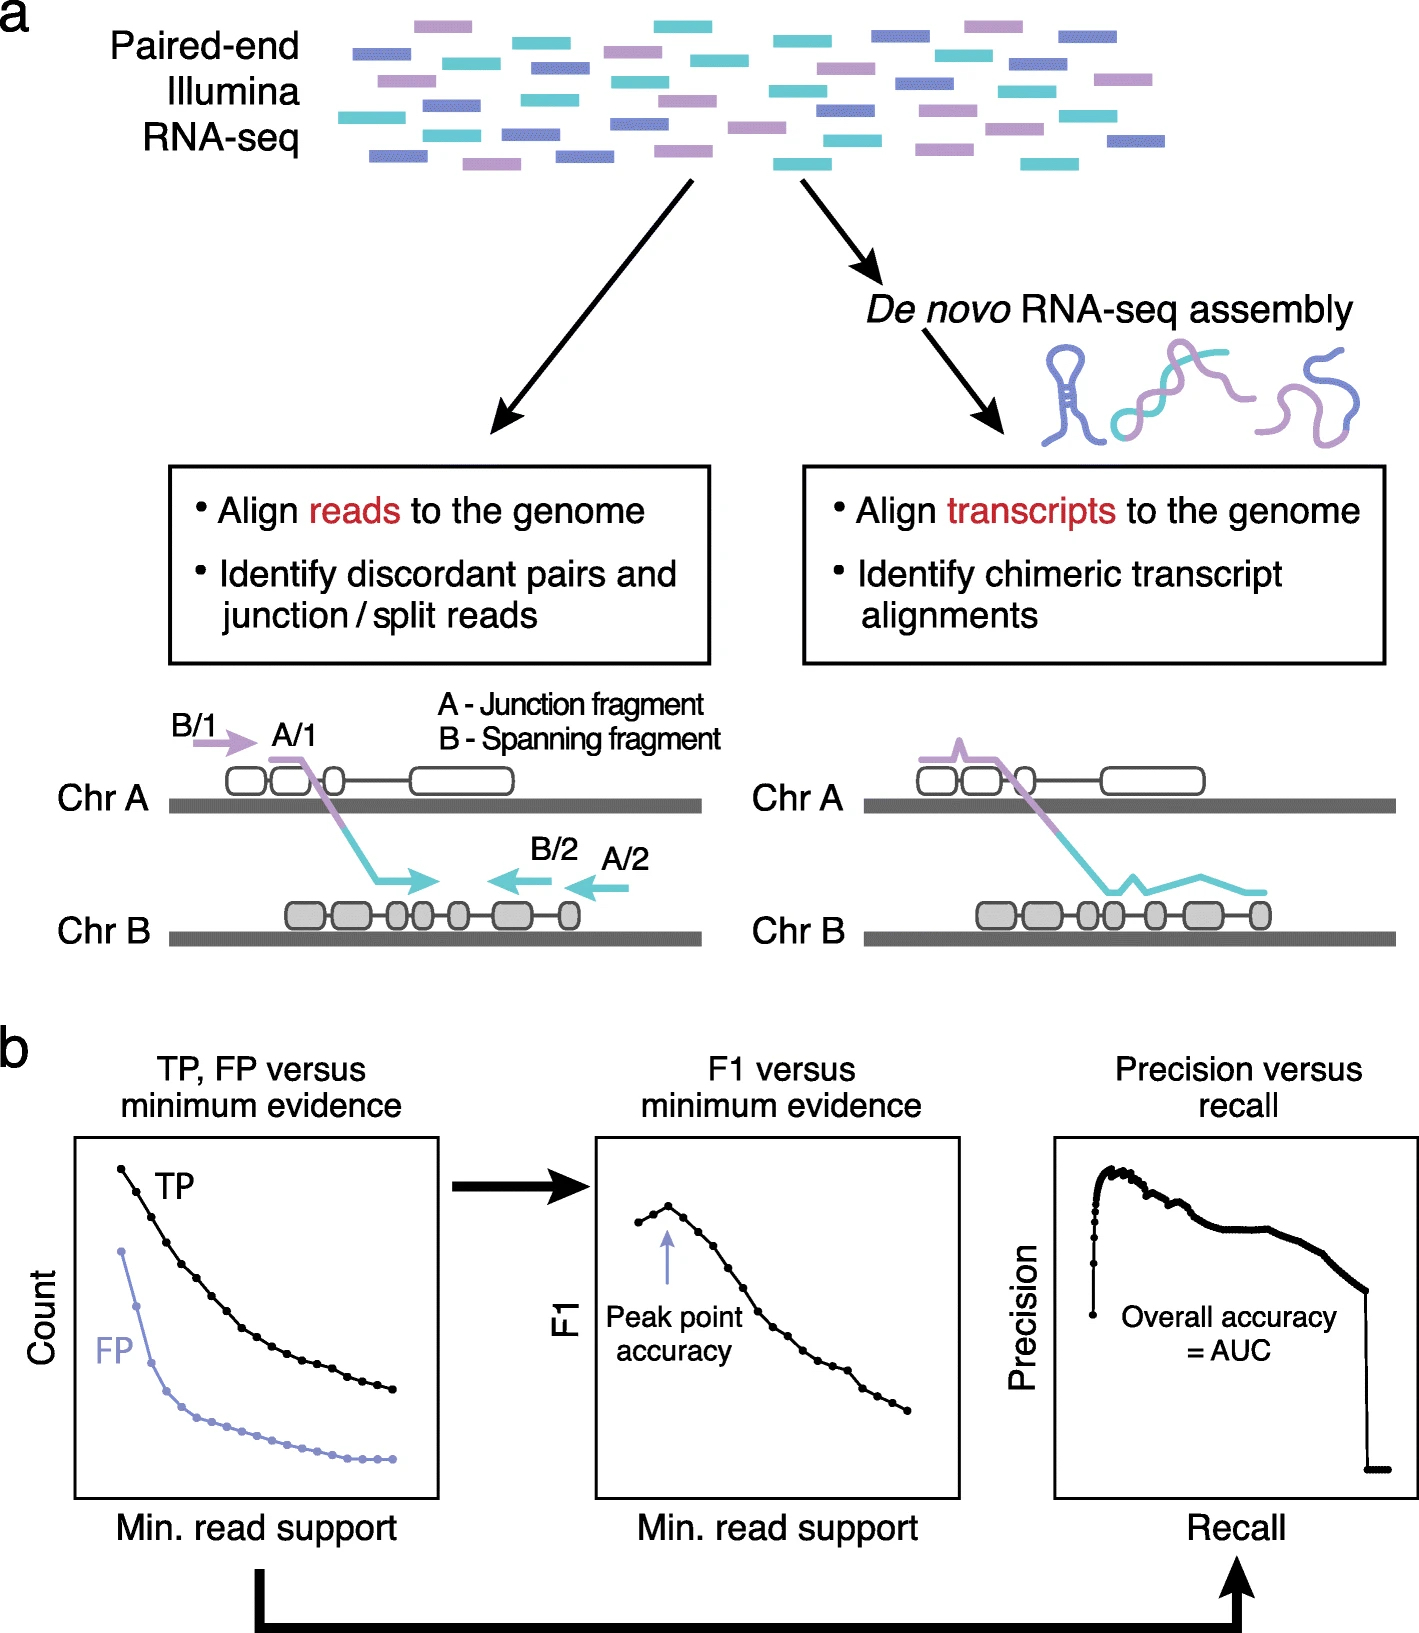 a
Paired-end
Illumina
RNA-seq
De novo RNA-seq assembly
• Align reads to the genome
• Identify discordant pairs and
junction / split reads
• Align transcripts to the genome
• Identify chimeric transcript
alignments
A - Junction fragment
B - Spanning fragment
B/1
A/1
Chr A
B/2
A/2
Chr B
Chr A
Chr B
b
TP, FP versus
minimum evidence
Count
TP
FP
Min. read support
F1 versus
minimum evidence
F1
Peak point
accuracy
Min. read support
Precision versus
recall
Precision
Overall accuracy
= AUC
Recall